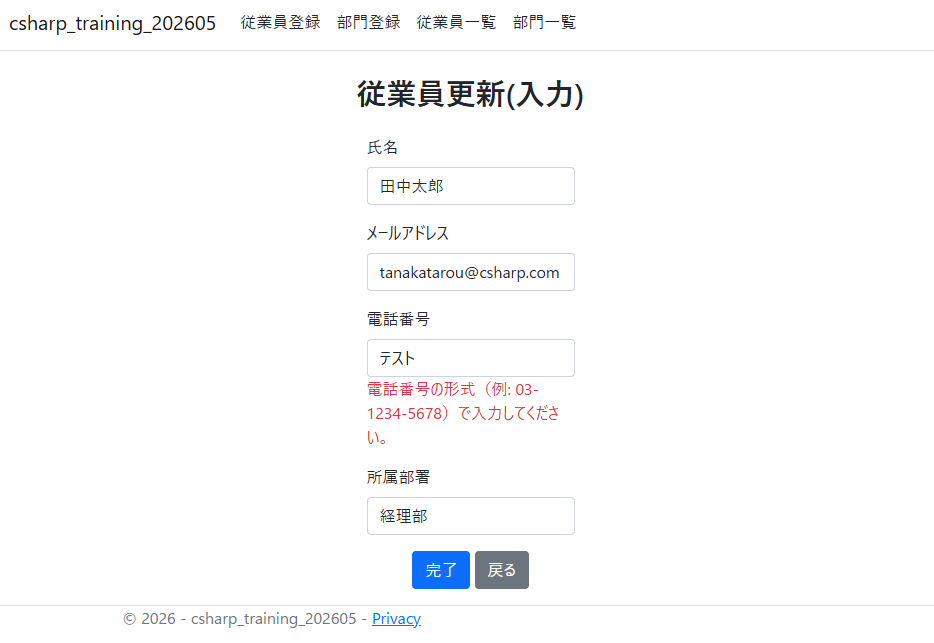 csharp_training_202605 従業員登録 部門登録 従業員一覧 部門一覧
従業員更新(入力)
氏名
田中太郎
メールアドレス
tanakatarou@csharp.com
電話番号
テスト
電話番号の形式（例: 03-
1234-5678）で入力してくださ
い。
所属部署
経理部
完了 戻る
© 2026 - csharp_training_202605 - Privacy